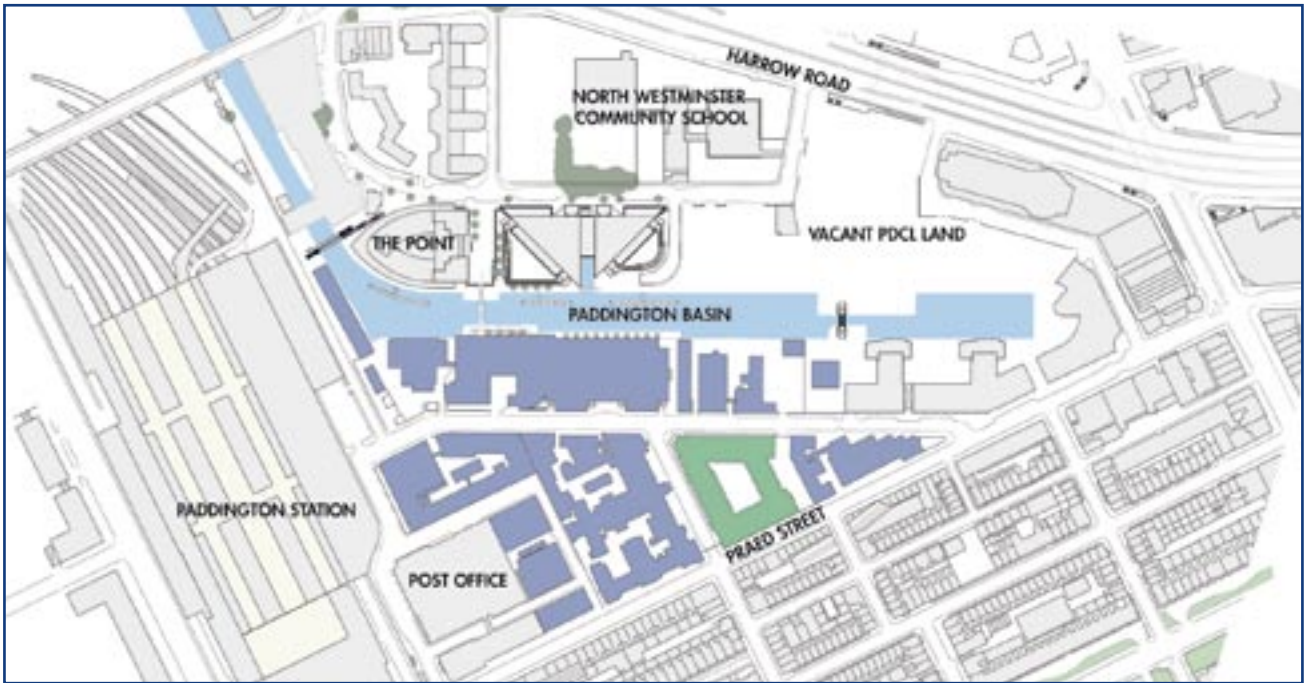 HARROW ROAD
NORTH WESTMINSTER
COMMUNITY SCHOOL
THE POINT
VACANT PDCL LAND
PADDINGTON BASIN
PADDINGTON STATION
PRAED STREET
POST OFFICE